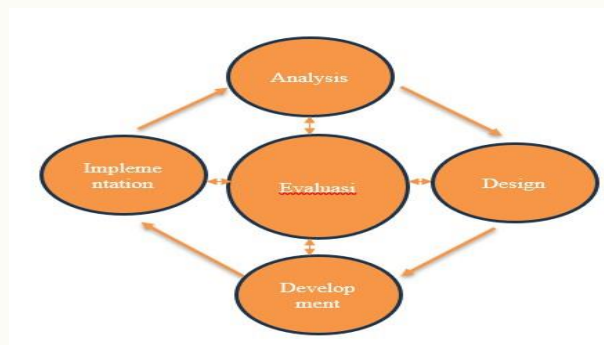 Analysis
Impleme
ntation
Evaluasi
Design
Develop
ment